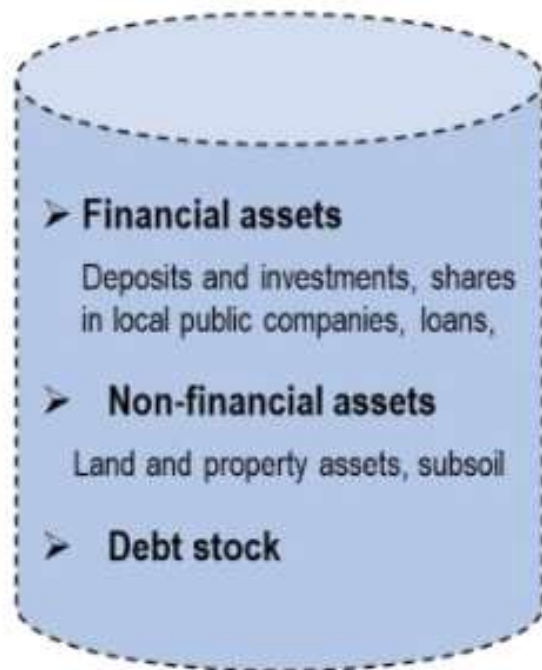 ➤ Financial assets
Deposits and investments, shares
in local public companies, loans,
➤ Non-financial assets
Land and property assets, subsoil
➤ Debt stock